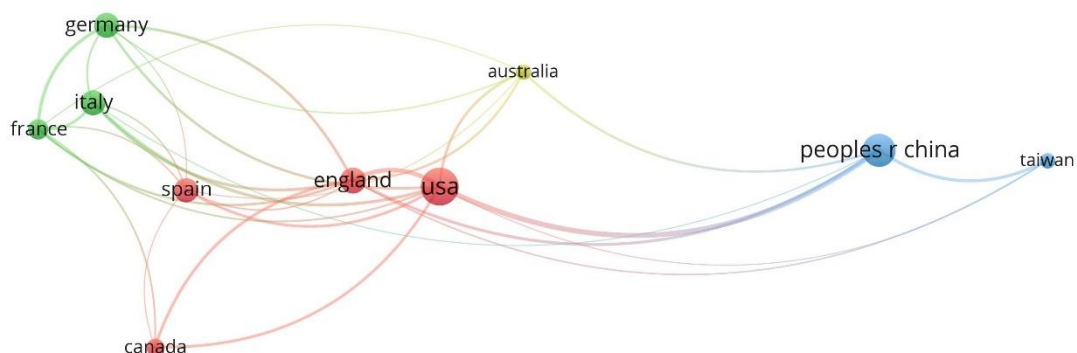 germany
australia
italy
france
peoples r china
taiwan
england
usa
spain
canada